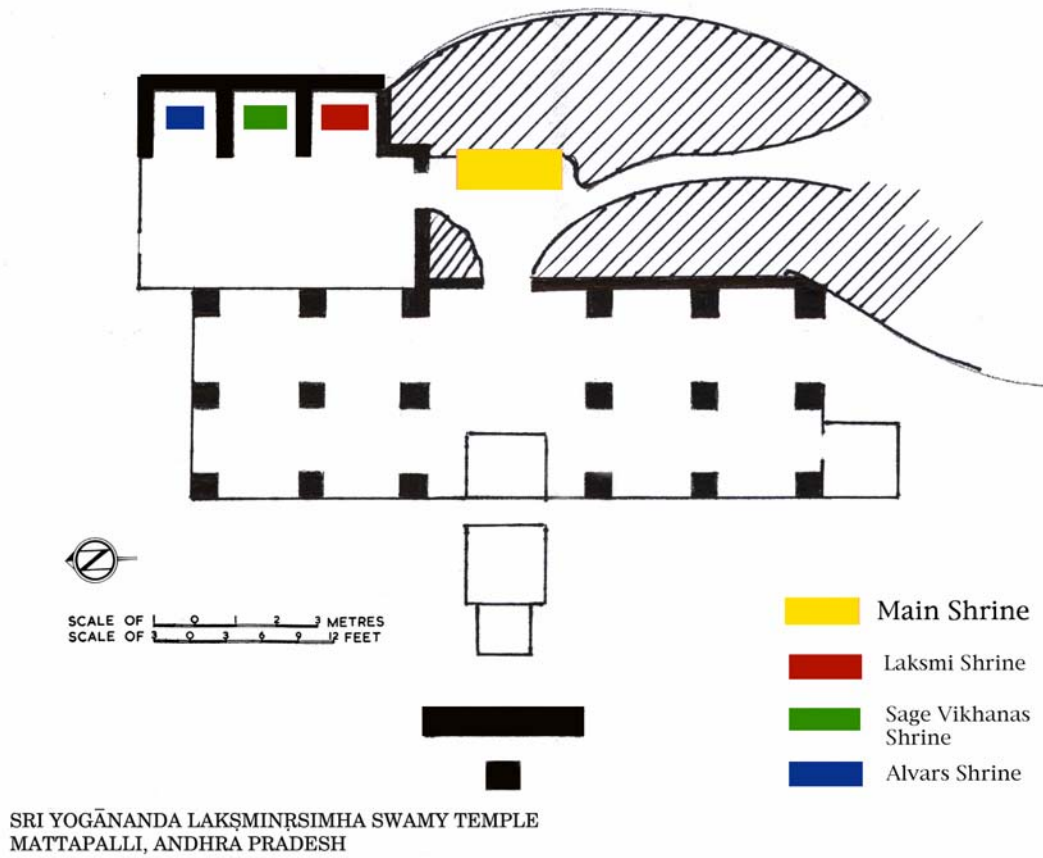 SCALE OF 1 0 1 2 3 METRES
SCALE OF 3 0 3 6 9 12 FEET
Main Shrine
Laksmi Shrine
Sage Vikhanas
Shrine
Alvars Shrine
SRI YOGĀNANDA LAKṢMINṚSIMHA SWAMY TEMPLE
MATTAPALLI, ANDHRA PRADESH